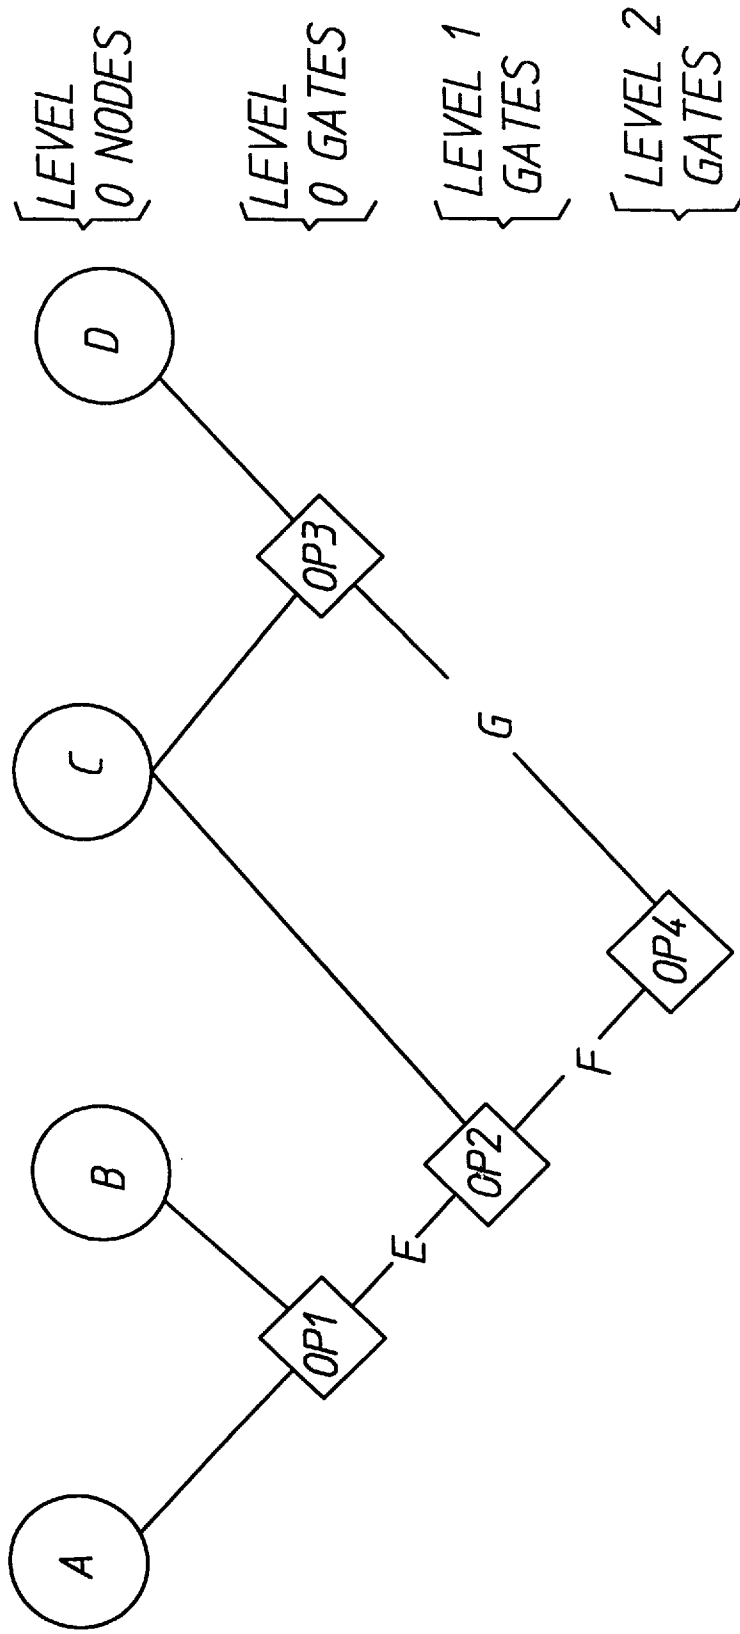 A
B
C
D
LEVEL
0 NODES
OP1
OP3
LEVEL
0 GATES
E
OP2
G
LEVEL 1
GATES
F
OP4
LEVEL 2
GATES